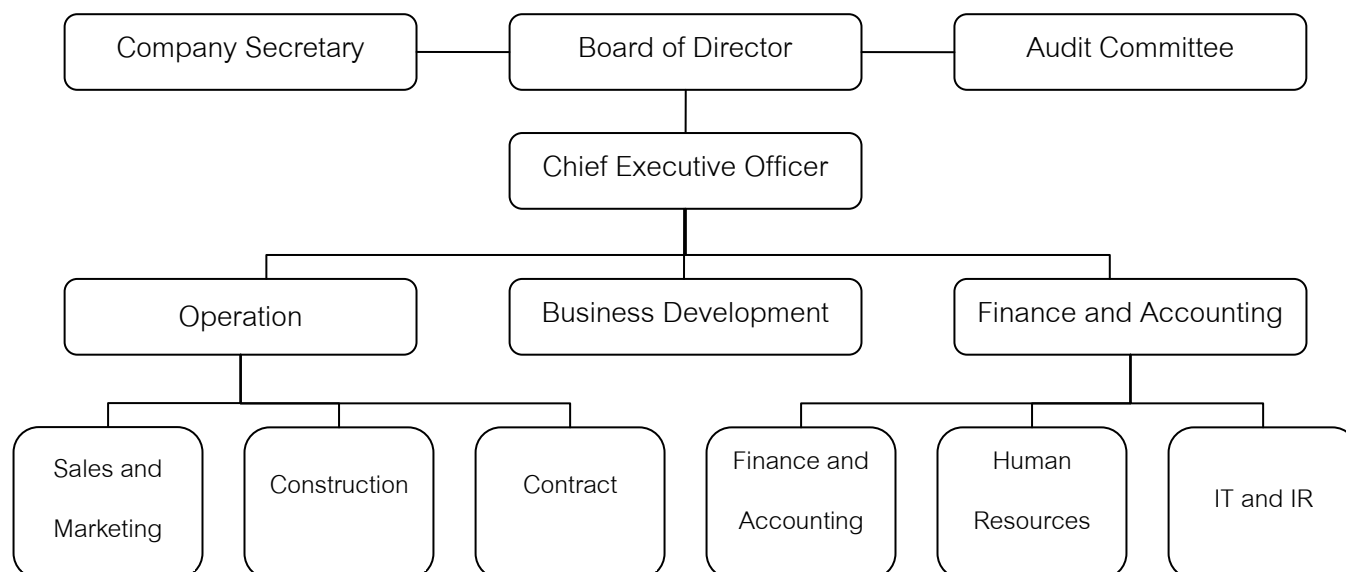 Company Secretary
Board of Director
Audit Committee
Chief Executive Officer
Operation
Business Development
Finance and Accounting
Sales and
Marketing
Construction
Contract
Finance and
Accounting
Human
Resources
IT and IR